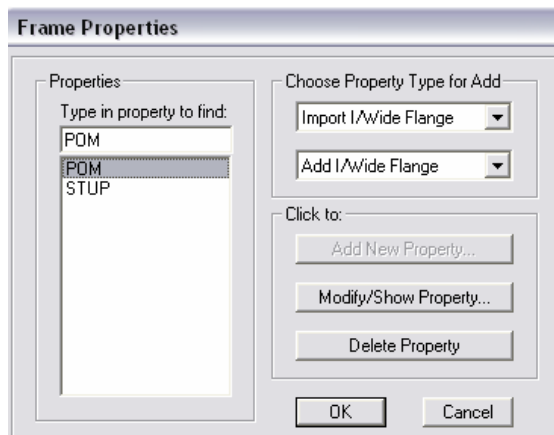 Frame Properties
Properties
Type in property to find:
POM
POM
STUP
Choose Property Type for Add
Import I/Wide Flange
Add I/Wide Flange
Click to:
Add New Property...
Modify/Show Property...
Delete Property
OK
Cancel